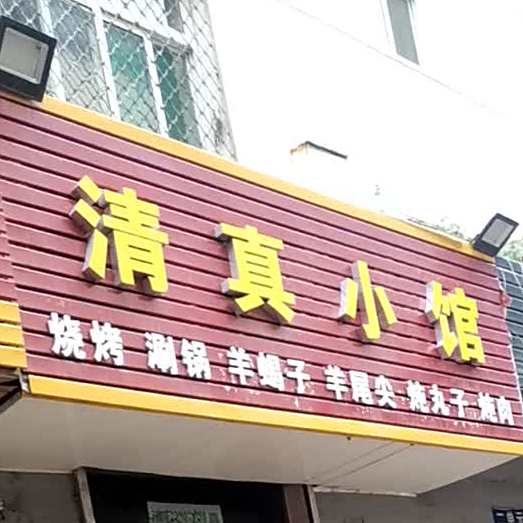 清真小馆
烧烤 涮锅 羊蝎子 羊尾尖 炖丸子 炖肉